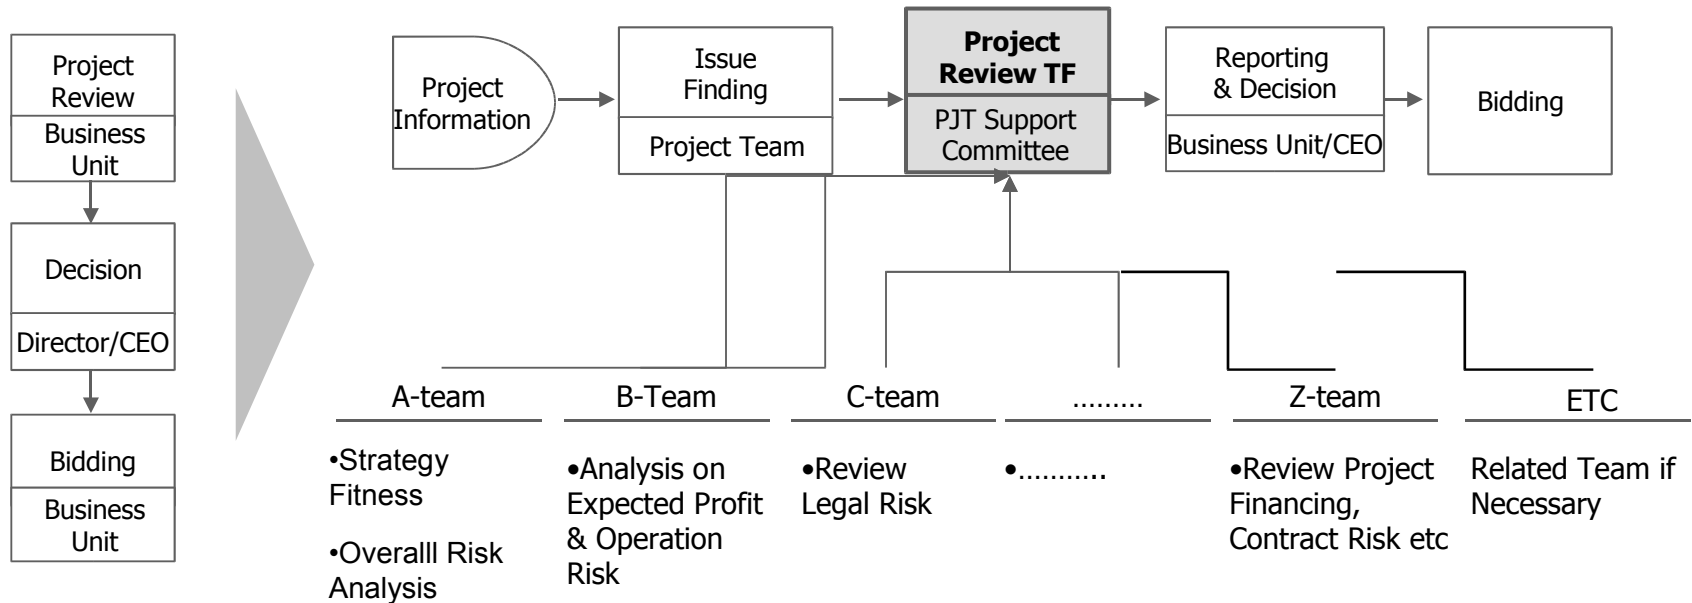 Project
Review
Business
Unit
Decision
Director/CEO
Bidding
Business
Unit
Project
Information
Issue
Finding
Project Team
Project
Review TF
PJT Support
Committee
Reporting
& Decision
Business Unit/CEO
Bidding
A-team
•Strategy
Fitness
•Overalll Risk
Analysis
B-Team
•Analysis on
Expected Profit
& Operation
Risk
C-team
•Review
Legal Risk
.........
•...........
Z-team
•Review Project
Financing,
Contract Risk etc
ETC
Related Team if
Necessary